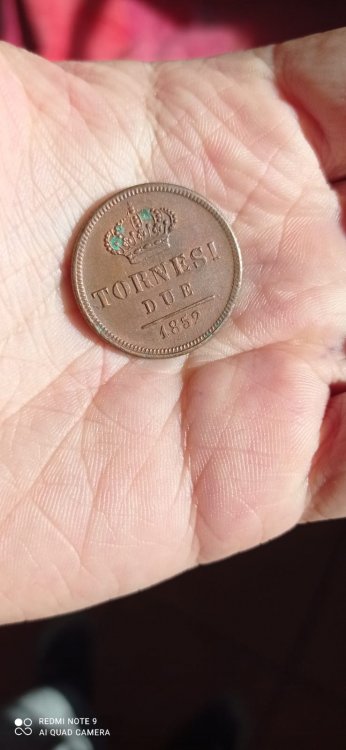 TORNESI
DUE
1859
REDMI NOTE 9
AI QUAD CAMERA